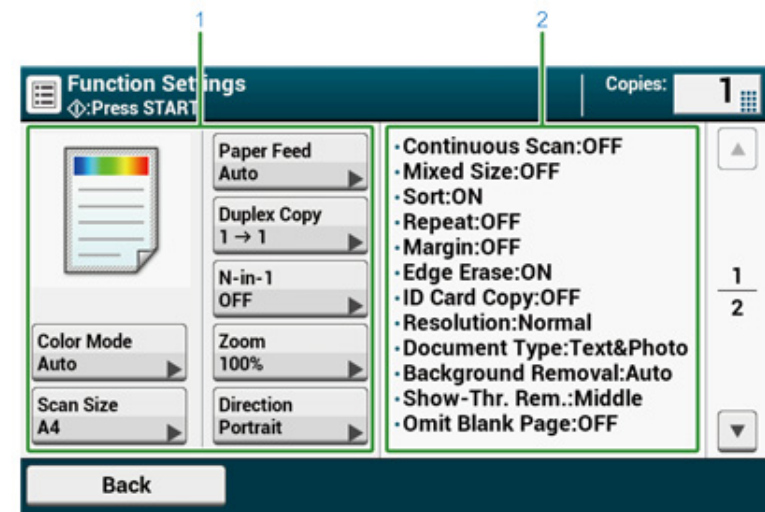 1
2
Function Settings
:Press START
Copies:
1
Paper Feed
Auto
Duplex Copy
1 → 1
N-in-1
OFF
Color Mode
Auto
Zoom
100%
Scan Size
A4
Direction
Portrait
·Continuous Scan:OFF
·Mixed Size:OFF
·Sort:ON
·Repeat:OFF
·Margin:OFF
·Edge Erase:ON
·ID Card Copy:OFF
·Resolution:Normal
·Document Type:Text&Photo
·Background Removal:Auto
·Show-Thr. Rem.:Middle
·Omit Blank Page:OFF
1
2
Back